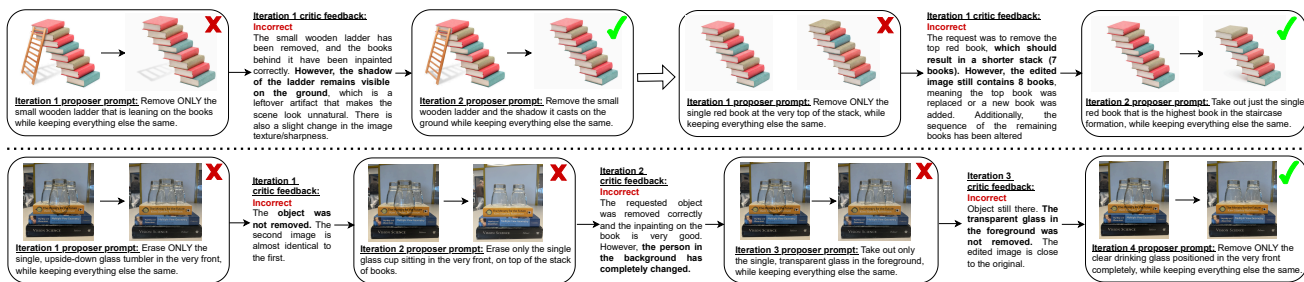 Iteration 1 proposer prompt: Remove ONLY the
small wooden ladder that is leaning on the books
while keeping everything else the same.
Iteration 1 critic feedback:
Incorrect
The small wooden ladder has
been removed, and the books
behind it have been inpainted
correctly. However, the shadow
of the ladder remains visible
on the ground, which is a
leftover artifact that makes the
scene look unnatural. There is
also a slight change in the image
texture/sharpness.
Iteration 2 proposer prompt: Remove the small
wooden ladder and the shadow it casts on the
ground while keeping everything else the same.
Iteration 1 proposer prompt: Remove ONLY the
single red book at the very top of the stack, while
keeping everything else the same.
Iteration 1 critic feedback:
Incorrect
The request was to remove the
top red book, which should
result in a shorter stack (7
books). However, the edited
image still contains 8 books,
meaning the top book was
replaced or a new book was
added. Additionally, the
sequence of the remaining
books has been altered
Iteration 2 proposer prompt: Take out just the single
red book that is the highest book in the staircase
formation, while keeping everything else the same.
Iteration 1 proposer prompt: Erase ONLY the
single, upside-down glass tumbler in the very front,
while keeping everything else the same.
Iteration 1
critic feedback:
Incorrect
The object was
not removed. The
second image is
almost identical to
the first.
Iteration 2 proposer prompt: Erase only the single
glass cup sitting in the very front, on top of the stack
of books.
Iteration 2
critic feedback:
Incorrect
The requested object
was removed correctly
and the inpainting on
the book is very good.
However, the person in
the background has
completely changed.
Iteration 3 proposer prompt: Take out only
the single, transparent glass in the foreground,
while keeping everything else the same.
Iteration 3
critic feedback:
Incorrect
Object still there. The
transparent glass in
the foreground was
not removed. The
edited image is close
to the original.
Iteration 4 proposer prompt: Remove ONLY the
clear drinking glass positioned in the very front
completely, while keeping everything else the same.
VISION SCIENCE